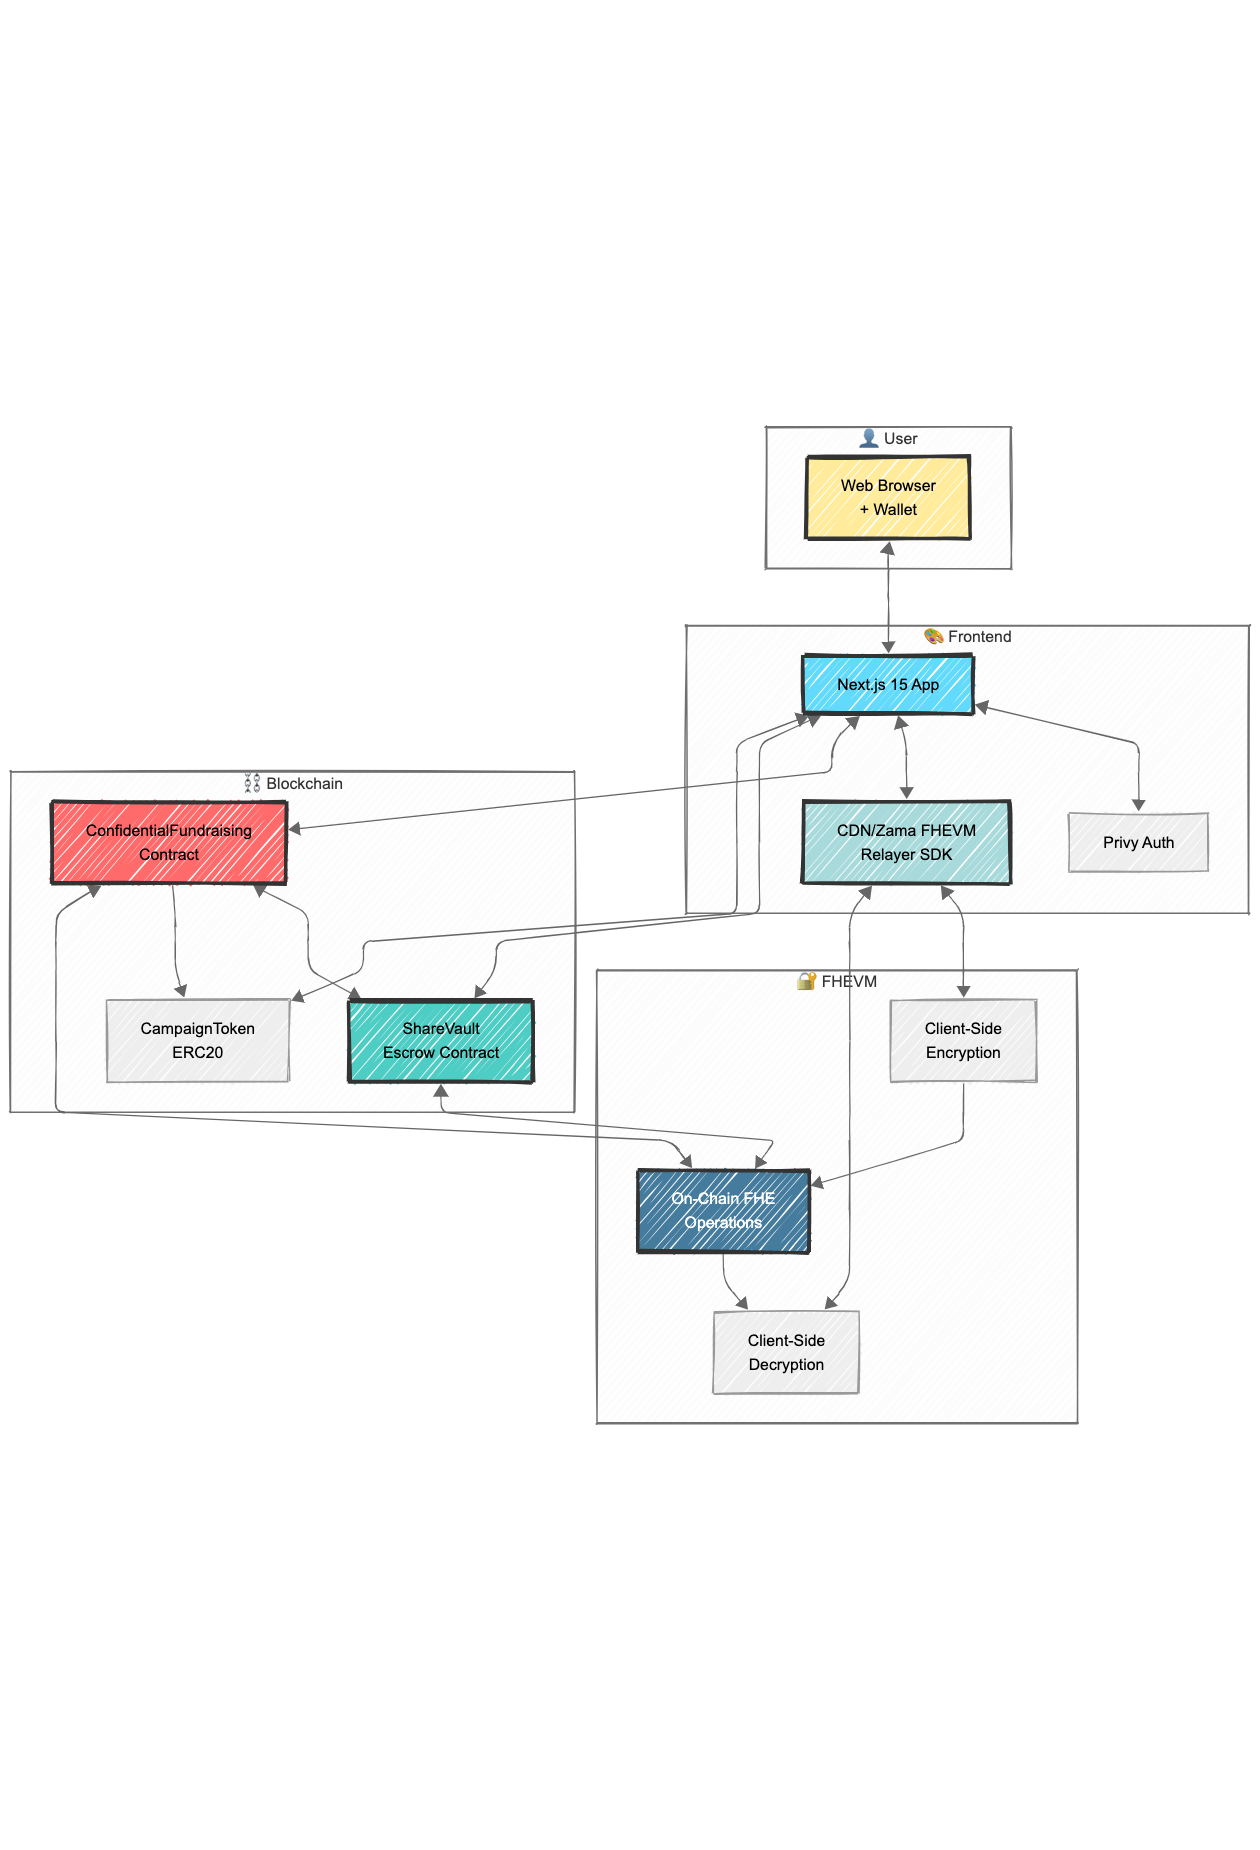 👤 User
Web Browser
+ Wallet
🎨 Frontend
Next.js 15 App
CDN/Zama FHEVM
Relayer SDK
Privy Auth
⛓️ Blockchain
ConfidentialFundraising
Contract
CampaignToken
ERC20
ShareVault
Escrow Contract
🔐 FHEVM
Client-Side
Encryption
On-Chain FHE
Operations
Client-Side
Decryption